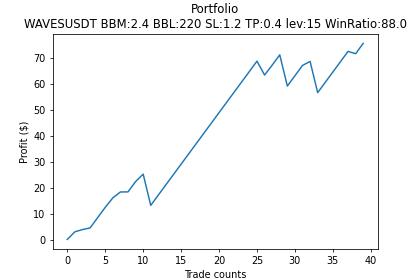 Portfolio
WAVESUSDT BBM:2.4 BBL:220 SL:1.2 TP:0.4 lev:15 WinRatio:88.0
Profit ($)
70
60
50
40
30
20
10
0
0 5 10 15 20 25 30 35 40
Trade counts